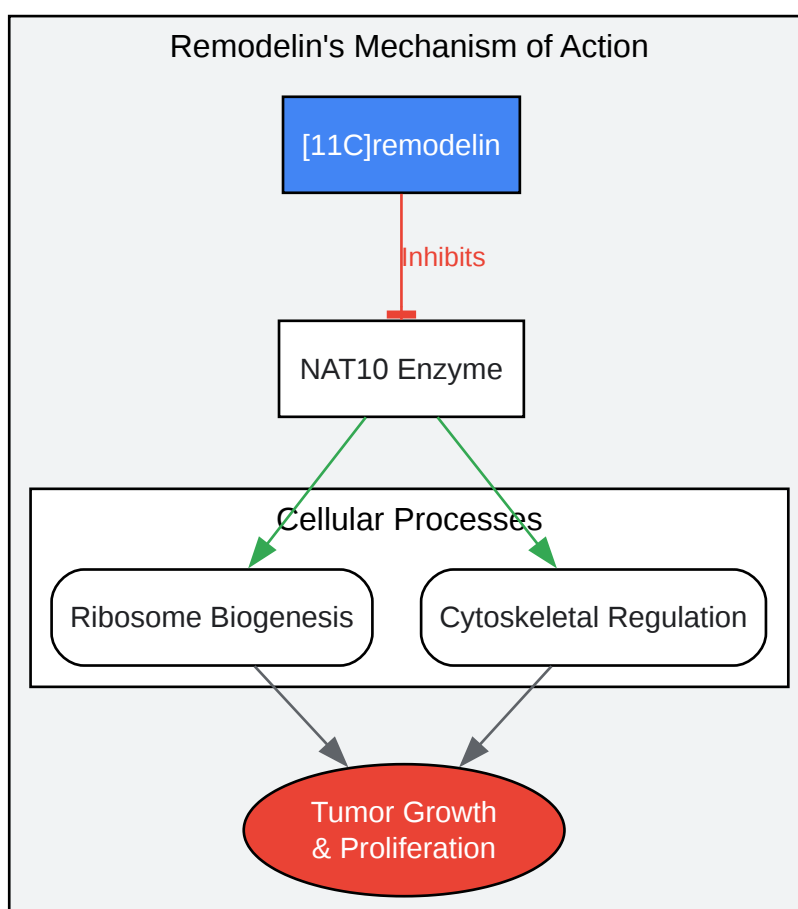 Remodelin's Mechanism of Action
[11C]remodelin
Inhibits
NAT10 Enzyme
Cellular Processes
Ribosome Biogenesis
Cytoskeletal Regulation
Tumor Growth
& Proliferation